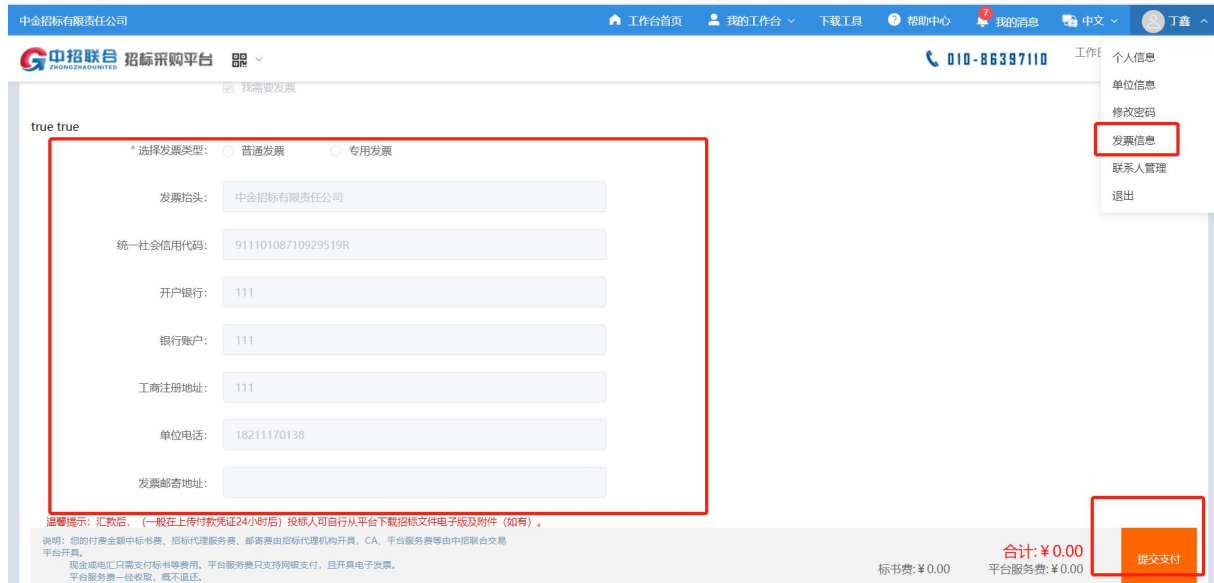 中金招标有限责任公司 工作台首页 我的工作台 下载工具 帮助中心 7 我的消息 中文 丁鑫
中招联合 招标采购平台 010-86397110 工作日
ZHONGZHAOUNITED
个人信息
单位信息
修改密码
发票信息
联系人管理
退出
我需要发票
true true
* 选择发票类型： 普通发票 专用发票
发票抬头： 中金招标有限责任公司
统一社会信用代码： 91110108710929519R
开户银行： 111
银行账户： 111
工商注册地址： 111
单位电话： 18211170138
发票邮寄地址：
温馨提示：汇款后，（一般在上传付款凭证24小时后）投标人可自行从平台下载招标文件电子版及附件（如有）。
说明：您的付费金额中标书费、招标代理服务费、邮寄费由招标代理机构开具，CA、平台服务费等由中招联合交易
平台开具。
现金或电汇只需支付标书等费用。平台服务费只支持网银支付，且开具电子发票。
平台服务费一经收取，概不退还。
合计:¥ 0.00
标书费:¥ 0.00 平台服务费:¥ 0.00
提交支付